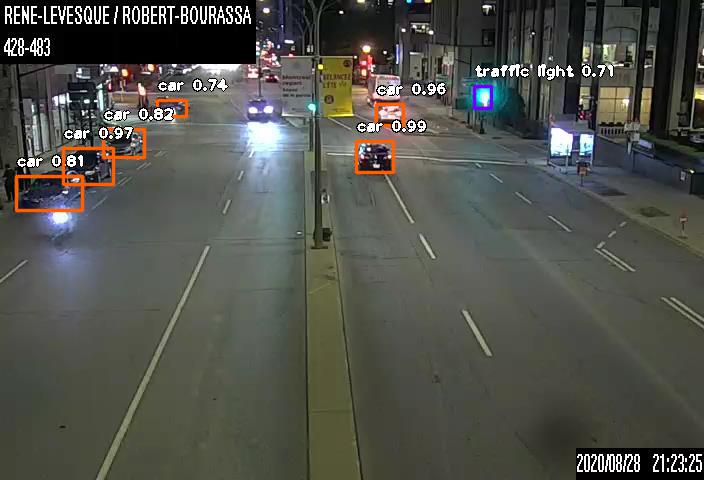 RENE-LEVESQUE / ROBERT-BOURASSA
428-483
car 0.74
traffic light 0.71
car 0.96
car 0.82
car 0.99
car 0.97
car 0.81
2020/08/28 21:23:25